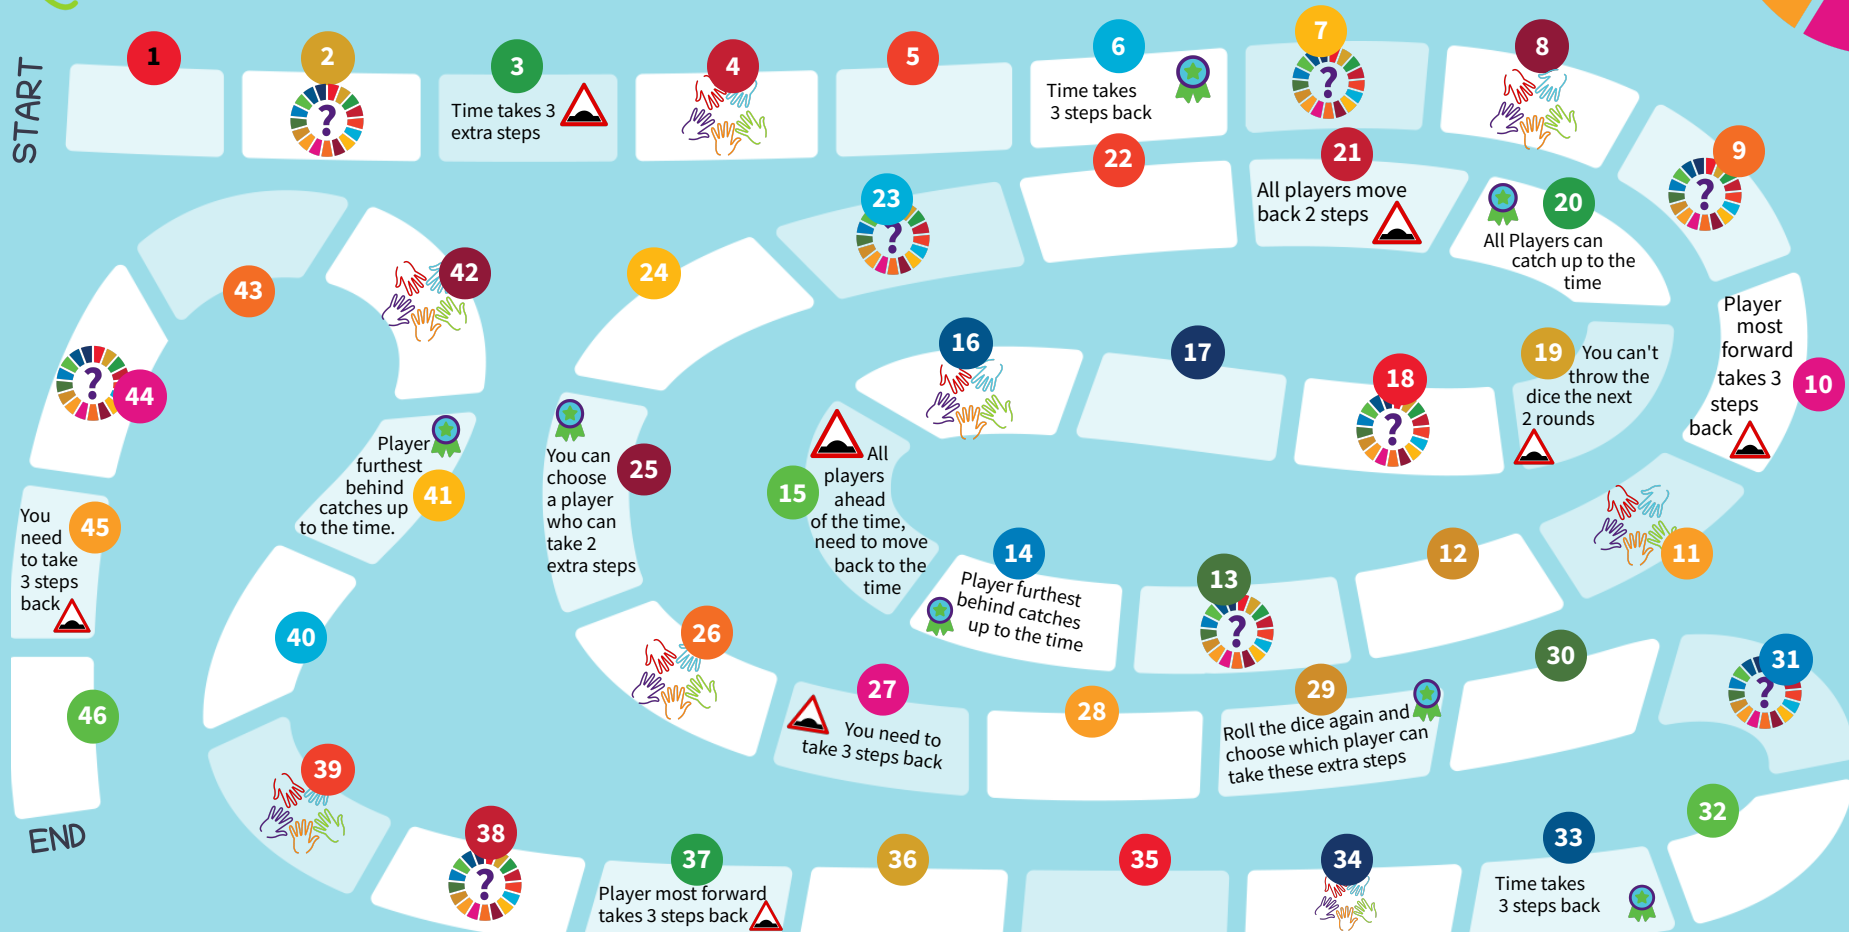 START
1
2
?
3
Time takes 3
extra steps
4
5
6
Time takes
3 steps back
7
?
8
9
?
10
Player
most
forward
takes 3
steps
back
11
12
13
?
14
Player furthest
behind catches
up to the time
15
All
players
ahead
of the time,
need to move
back to the
time
16
17
18
?
19
You can't
throw the
dice the next
2 rounds
20
All Players can
catch up to the
time
21
All players move
back 2 steps
22
23
?
24
25
You can
choose
a player
who can
take 2
extra steps
26
27
You need to
take 3 steps back
28
29
Roll the dice again and
choose which player can
take these extra steps
30
31
?
32
33
Time takes
3 steps back
34
35
36
37
Player most forward
takes 3 steps back
38
?
39
40
41
Player
furthest
behind
catches up
to the time.
42
43
44
?
45
You
need
to take
3 steps
back
46
END